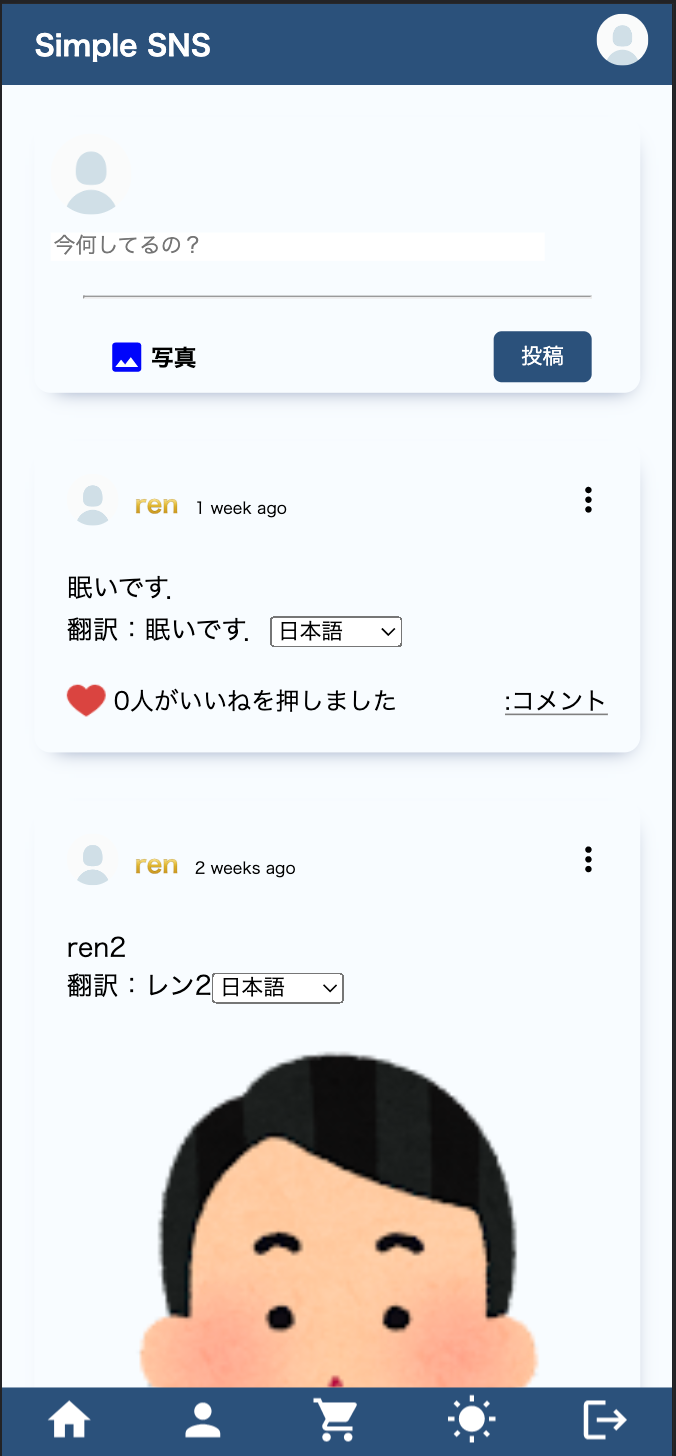 Simple SNS
今何してるの？
写真
投稿
ren 1 week ago
眠いです.
翻訳：眠いです. 日本語
0人がいいねを押しました :コメント
ren 2 weeks ago
ren2
翻訳：レン2 日本語